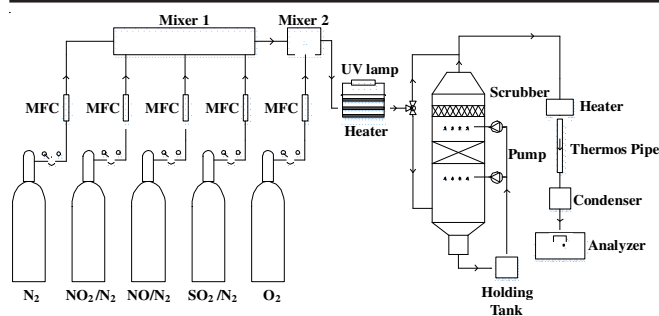 Mixer 1
Mixer 2
UV lamp
Scrubber
MFC MFC MFC MFC MFC
Heater
Heater
Pump
Thermos Pipe
Condenser
Analyzer
N₂ NO₂/N₂ NO/N₂ SO₂/N₂ O₂
Holding
Tank